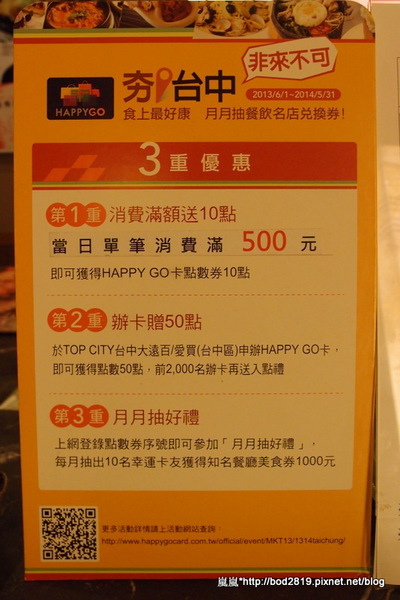 非來不可
HAPPYGO
夯台中
2013/6/1~2014/5/31
食上最好康 月月抽餐飲名店兌換券!
3重優惠
第1重 消費滿額送10點
當日單筆消費滿 500 元
即可獲得HAPPY GO卡點數券10點
第2重 辦卡贈50點
於TOP CITY台中大遠百/愛買(台中區)申辦HAPPY GO卡,
即可獲得點數50點,前2,000名辦卡再送入點禮
第3重 月月抽好禮
上網登錄點數券序號即可參加「月月抽好禮」,
每月抽出10名幸運卡友獲得知名餐廳美食券1000元
更多活動詳情請上活動網站查詢:
http://www.happygocard.com.tw/official/event/MKT13/1314taichung/
嵐嵐*http://bod2819.pixnet.net/blog